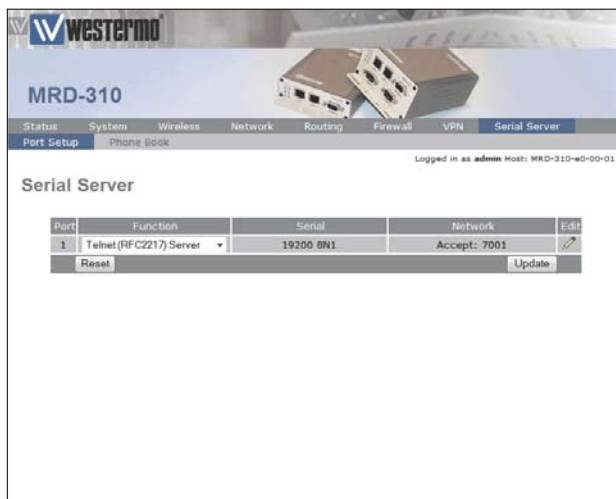 westermo
MRD-310
Status System Wireless Network Routing Firewall VPN Serial Server
Port Setup Phone Book
Logged in as admin Host: MRD-310-e0-00-01
Serial Server
Port Function Serial Network Edit
1 Telnet (RFC2217) Server 19200 8N1 Accept: 7001
Reset Update